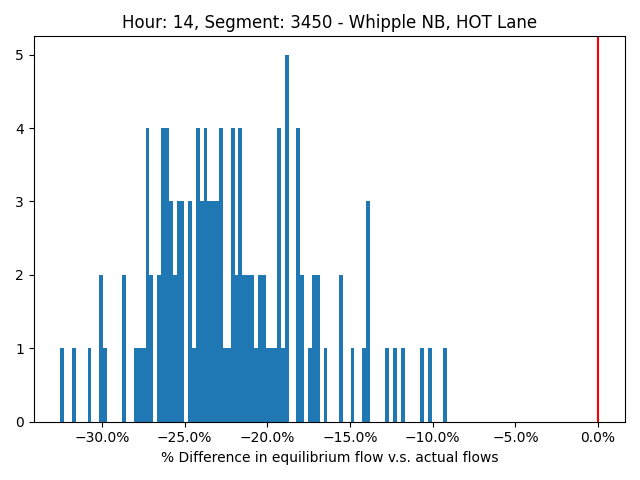 Hour: 14, Segment: 3450 - Whipple NB, HOT Lane
5
4
3
2
1
0
−30.0% −25.0% −20.0% −15.0% −10.0% −5.0% 0.0%
% Difference in equilibrium flow v.s. actual flows